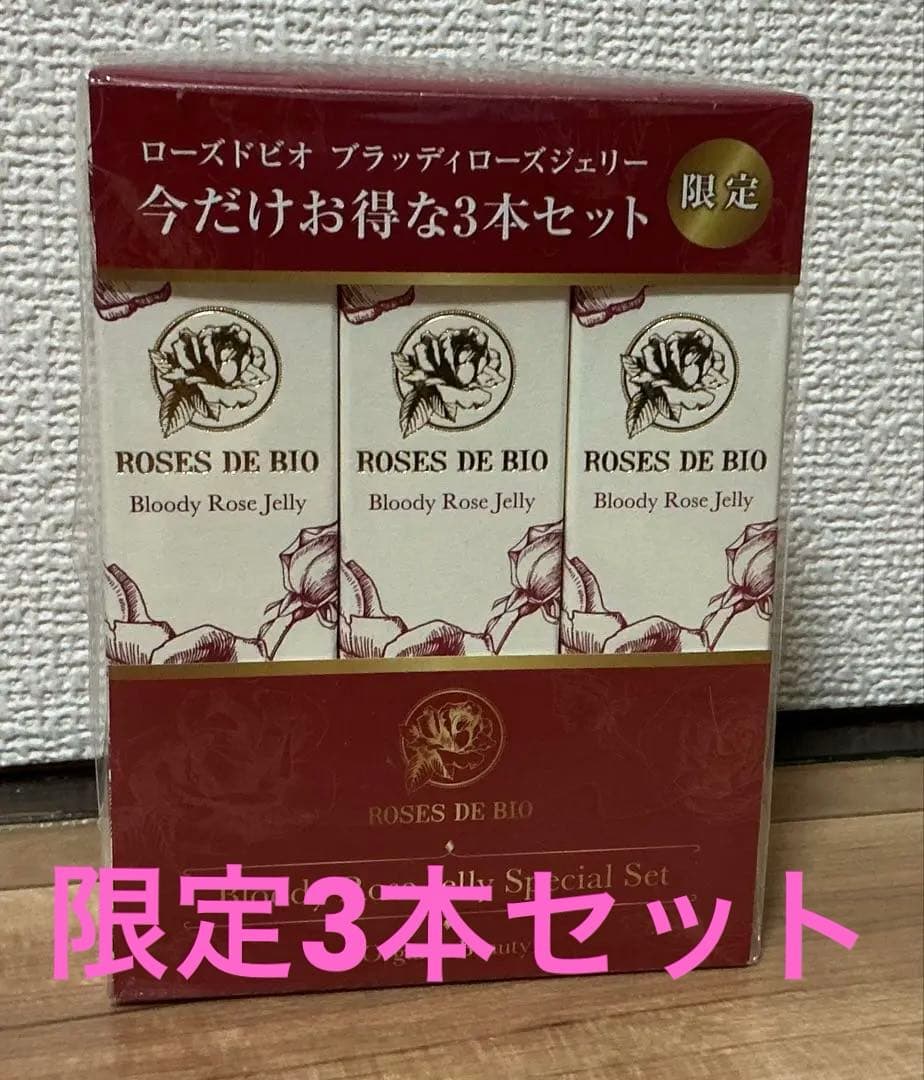 ローズドビオ ブラッディローズジェリー
今だけお得な3本セット
限定
ROSES DE BIO
Bloody Rose Jelly
ROSES DE BIO
Bloody Rose Jelly
ROSES DE BIO
Bloody Rose Jelly
ROSES DE BIO
Bloody Rose Jelly Special Set
限定3本セット